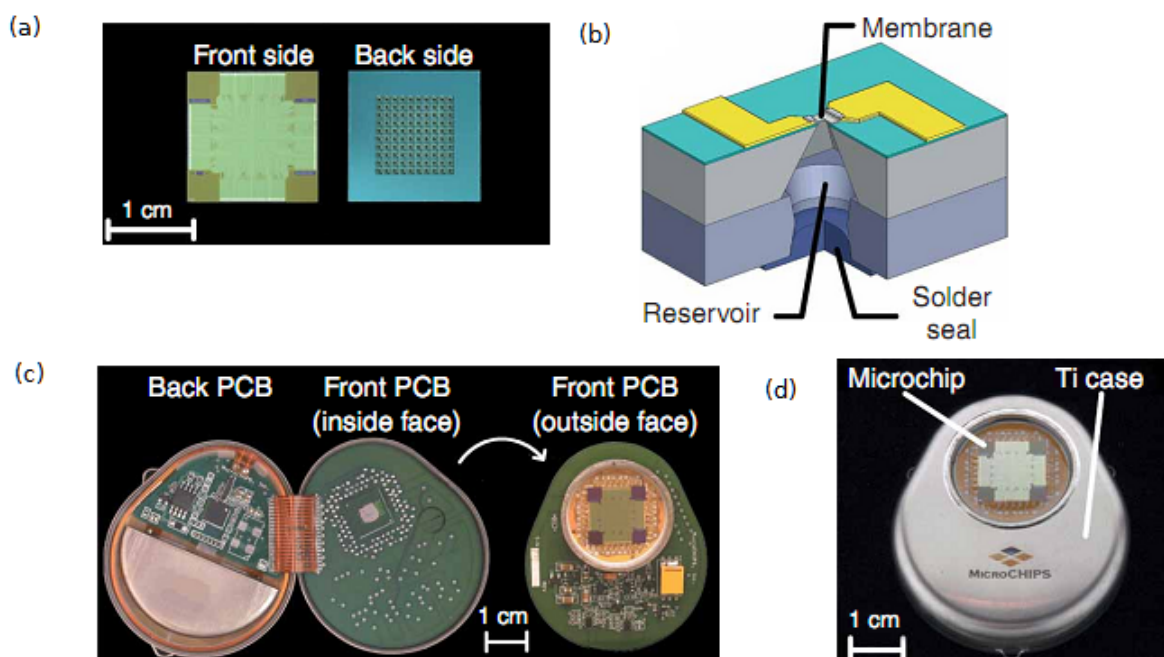 (a)
Front side
Back side
1 cm
(b)
Membrane
Reservoir
Solder
seal
(c)
Back PCB
Front PCB
(inside face)
Front PCB
(outside face)
1 cm
(d)
Microchip
Ti case
MICROCHIPS
1 cm